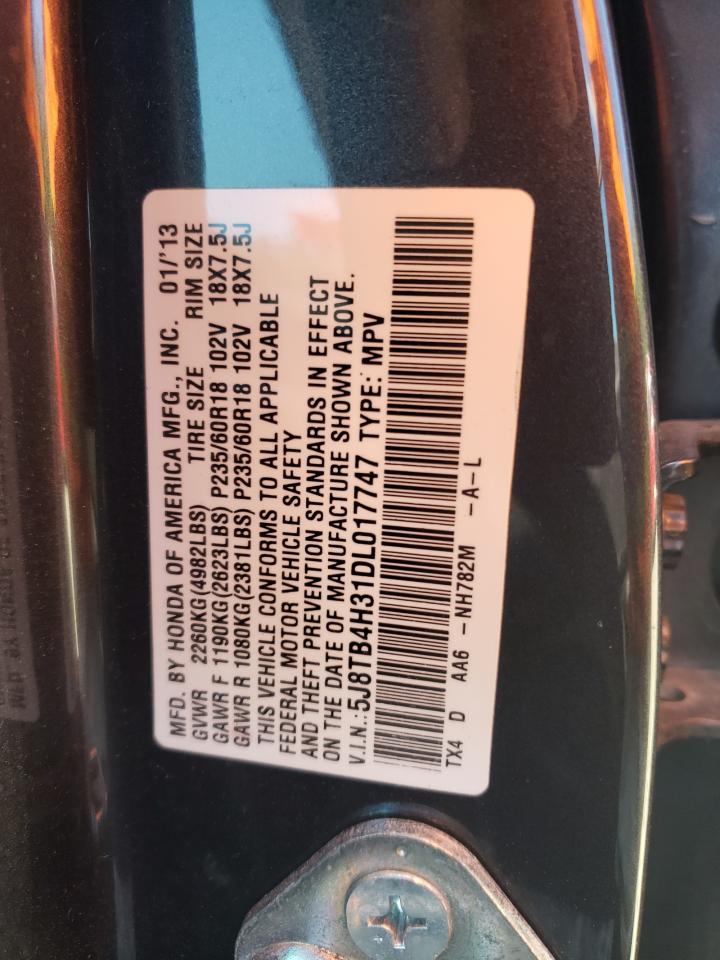 MFD. BY HONDA OF AMERICA MFG., INC. 01/'13
GVWR 2260KG(4982LBS) TIRE SIZE RIM SIZE
GAWR F 1190KG(2623LBS) P235/60R18 102V 18X7.5J
GAWR R 1080KG(2381LBS) P235/60R18 102V 18X7.5J
THIS VEHICLE CONFORMS TO ALL APPLICABLE
FEDERAL MOTOR VEHICLE SAFETY
AND THEFT PREVENTION STANDARDS IN EFFECT
ON THE DATE OF MANUFACTURE SHOWN ABOVE.
V.I.N.:5J8TB4H31DL017747 TYPE: MPV
TX4 D AA6 -NH782M -A-L